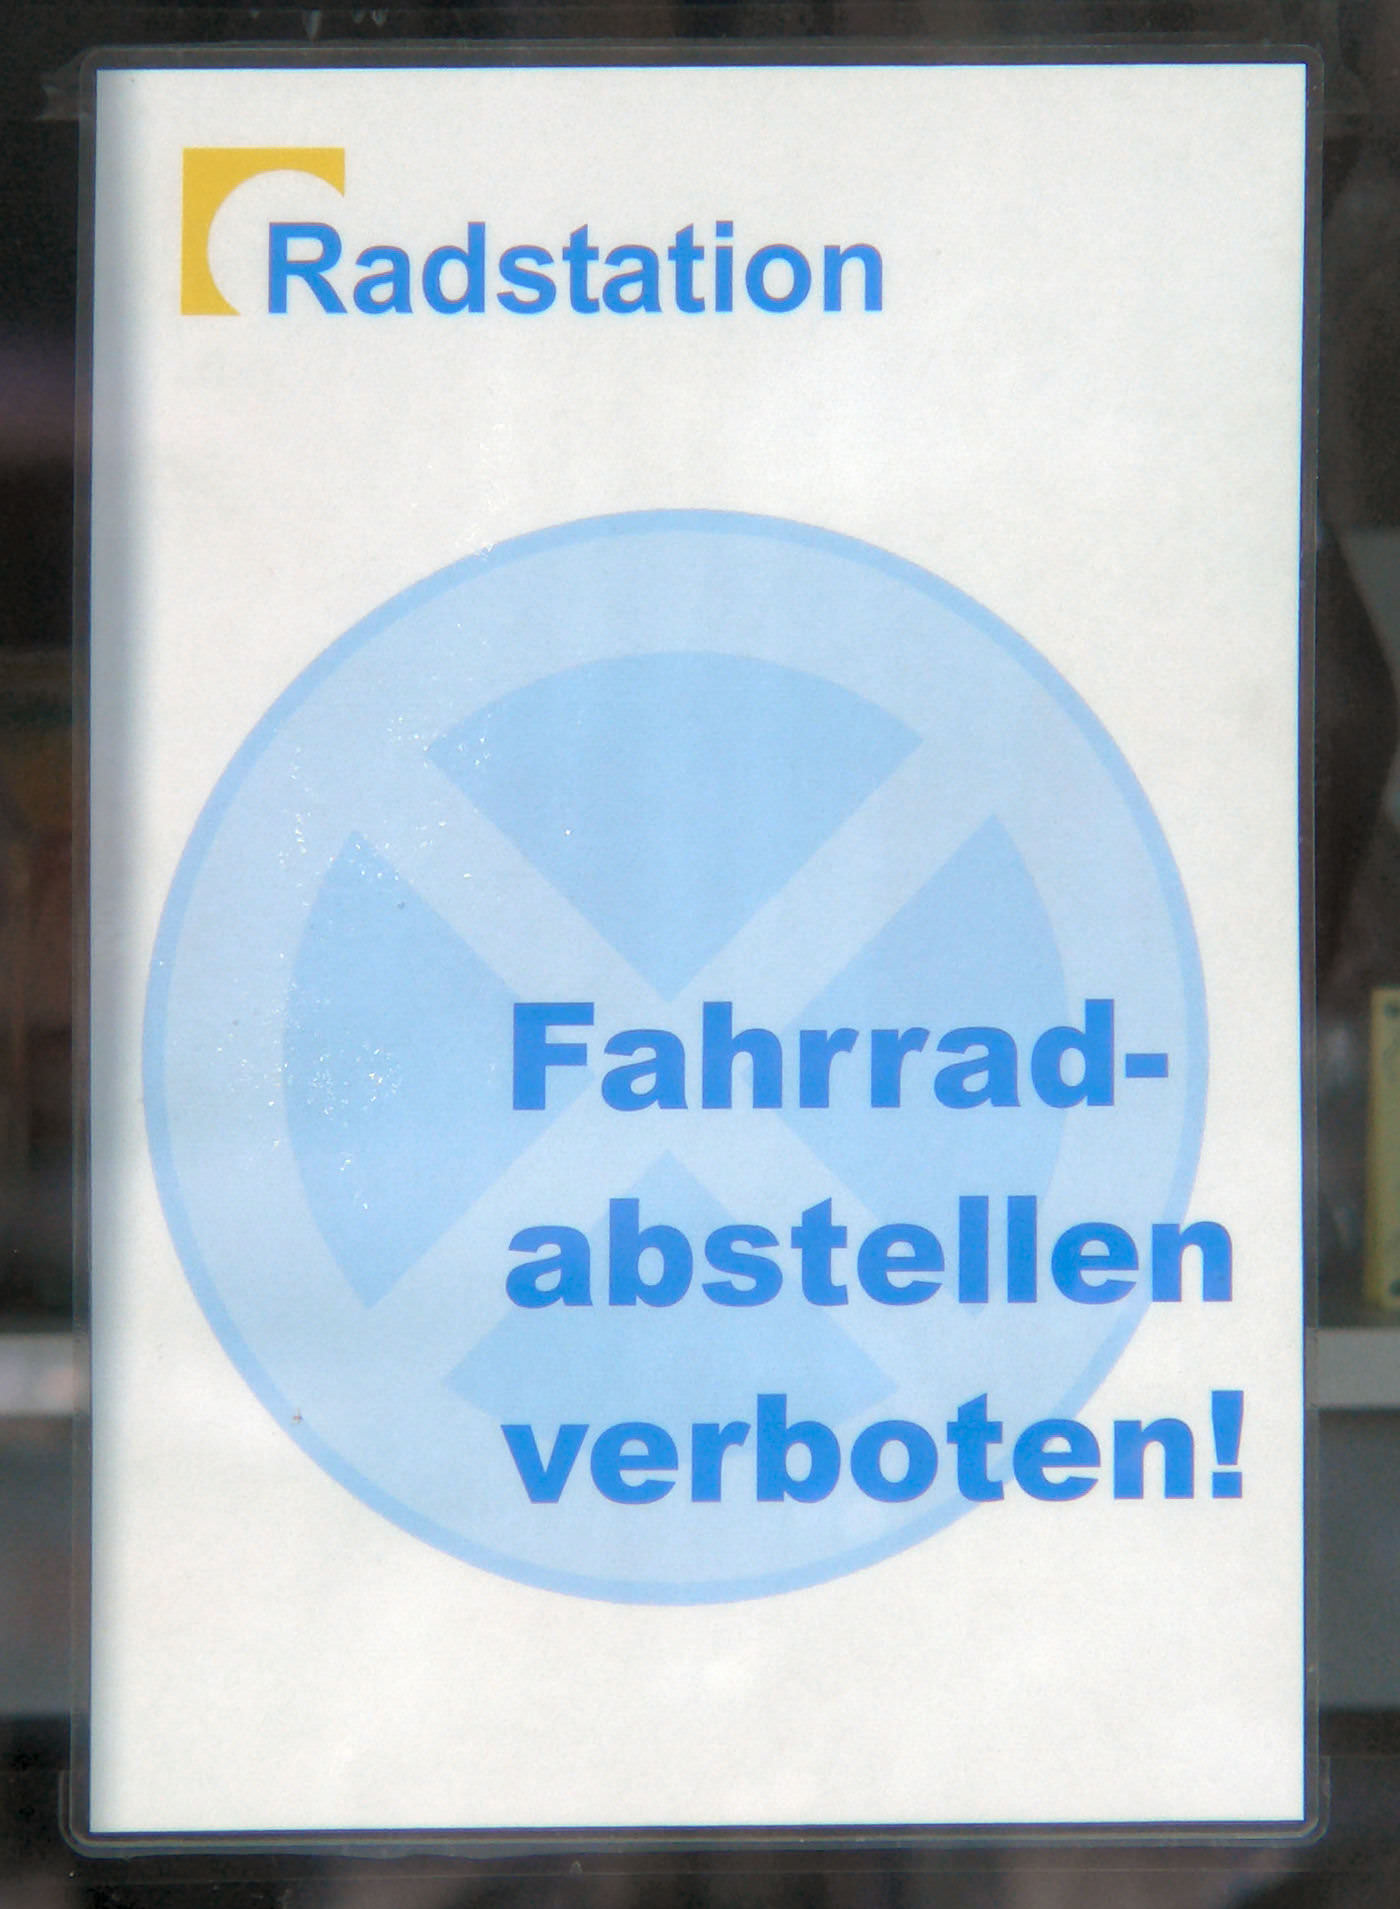 Radstation
Fahrrad-
abstellen
verboten!